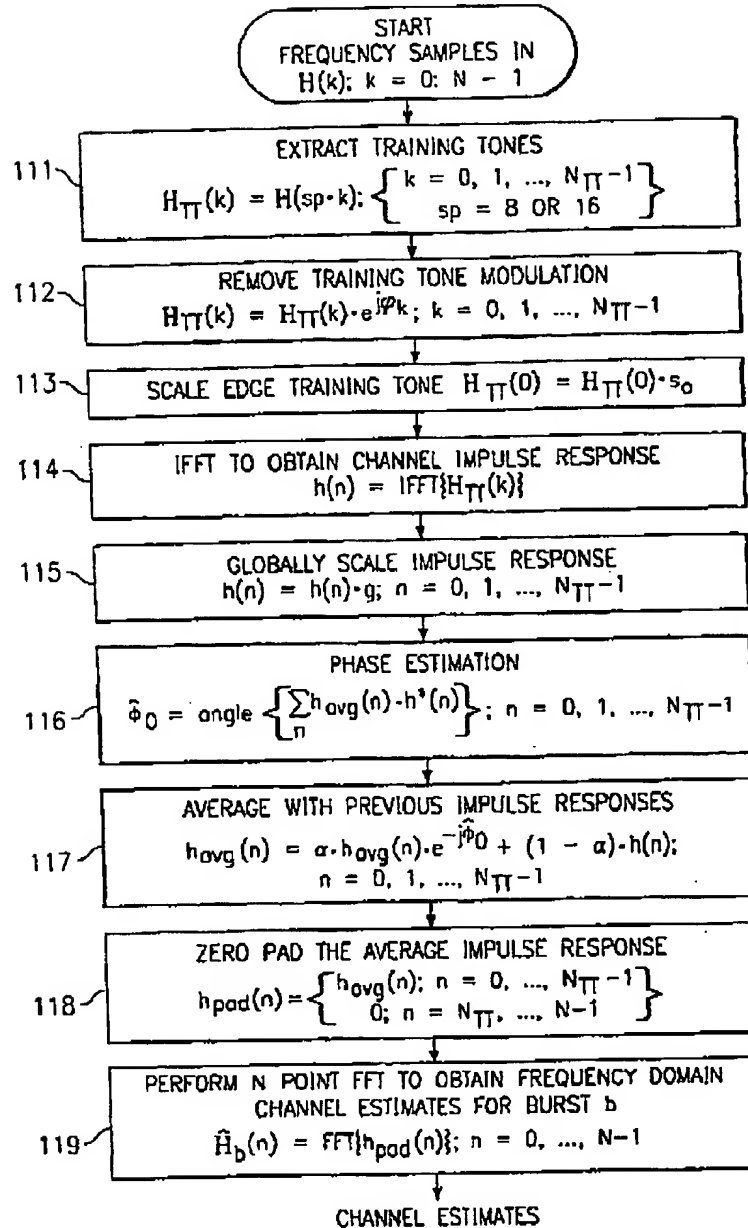 START
FREQUENCY SAMPLES IN
H(k); k = 0: N - 1
111
EXTRACT TRAINING TONES
H_TT(k) = H(sp·k); { k = 0, 1, ..., N_TT-1
sp = 8 OR 16 }
112
REMOVE TRAINING TONE MODULATION
H_TT(k) = H_TT(k)·e^jφk; k = 0, 1, ..., N_TT-1
113
SCALE EDGE TRAINING TONE H_TT(0) = H_TT(0)·s_o
114
IFFT TO OBTAIN CHANNEL IMPULSE RESPONSE
h(n) = IFFT{H_TT(k)}
115
GLOBALLY SCALE IMPULSE RESPONSE
h(n) = h(n)·g; n = 0, 1, ..., N_TT-1
116
PHASE ESTIMATION
φ̂_0 = angle { ∑_n h_avg(n)·h*(n) }; n = 0, 1, ..., N_TT-1
117
AVERAGE WITH PREVIOUS IMPULSE RESPONSES
h_avg(n) = α·h_avg(n)·e^-jφ̂_0 + (1 - α)·h(n);
n = 0, 1, ..., N_TT-1
118
ZERO PAD THE AVERAGE IMPULSE RESPONSE
h_pad(n) = { h_avg(n); n = 0, ..., N_TT-1
0; n = N_TT, ..., N-1 }
119
PERFORM N POINT FFT TO OBTAIN FREQUENCY DOMAIN
CHANNEL ESTIMATES FOR BURST b
Ĥ_b(n) = FFT{h_pad(n)}; n = 0, ..., N-1
CHANNEL ESTIMATES